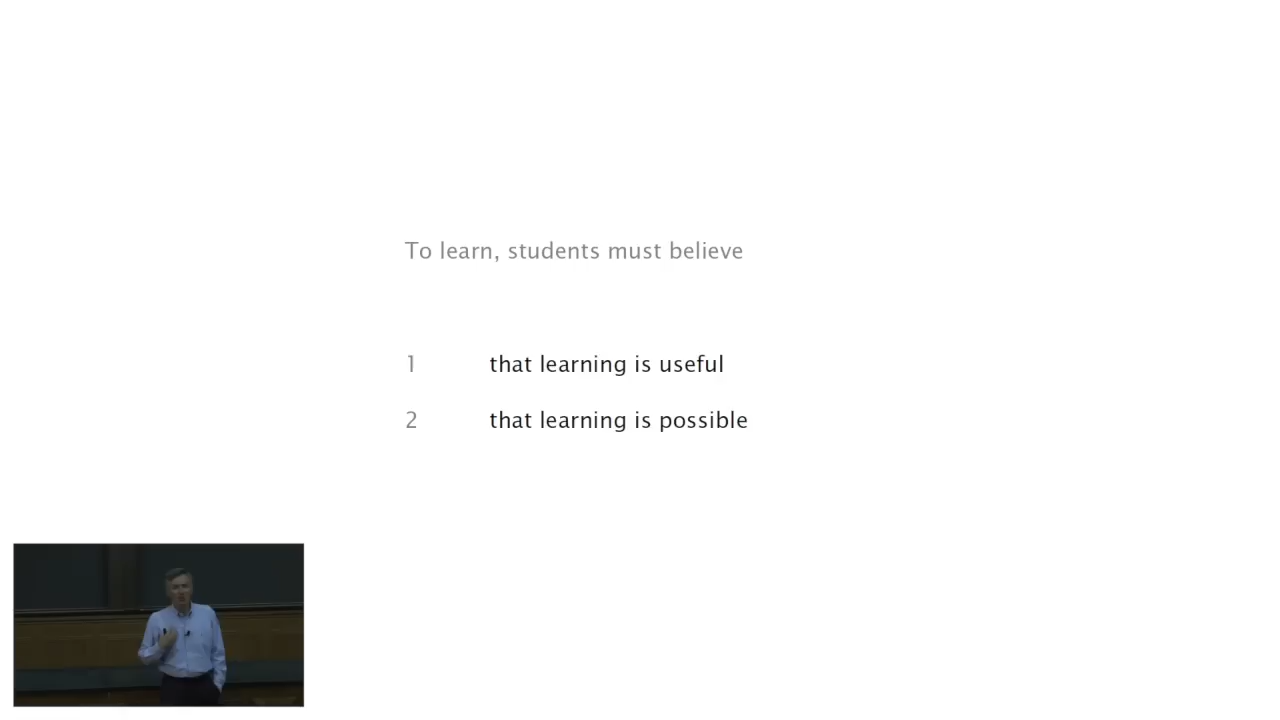 To learn, students must believe
1 that learning is useful
2 that learning is possible